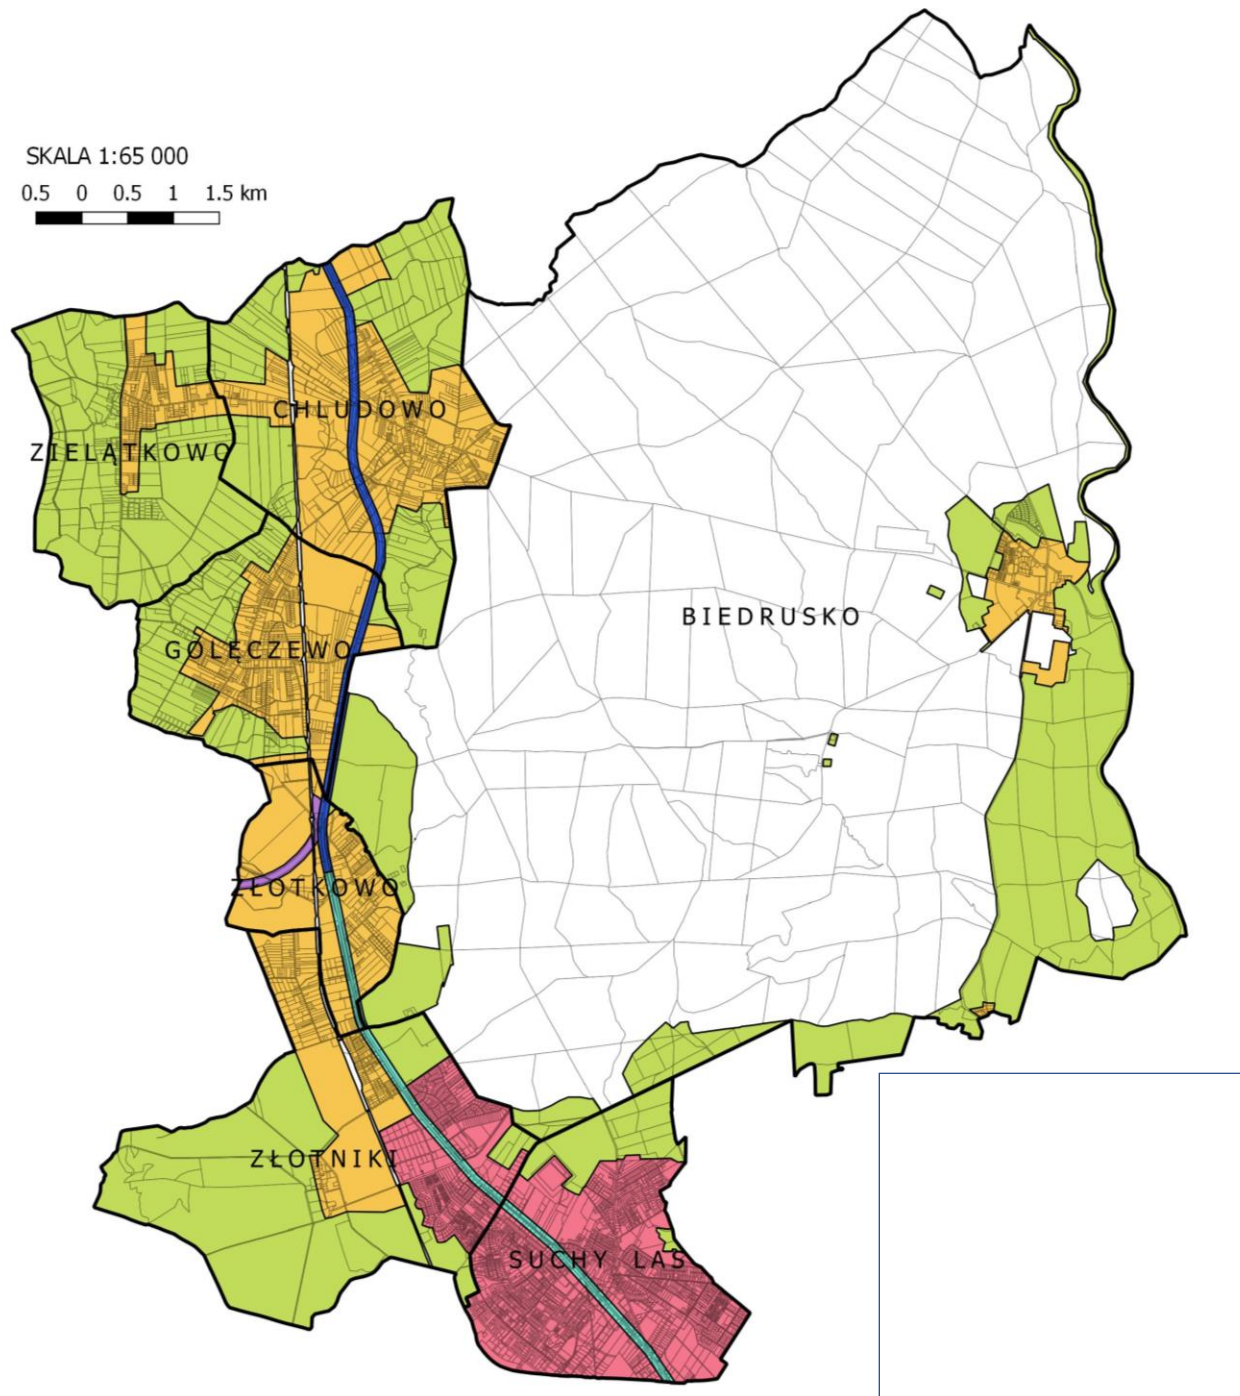 SKALA 1:65 000
0.5 0 0.5 1 1.5 km
CHLUDOWO
ZIELĄTKOWO
BIEDRUSKO
GOLĘCZEWO
ZŁOTKOWO
ZŁOTNIKI
SUCHY LAS